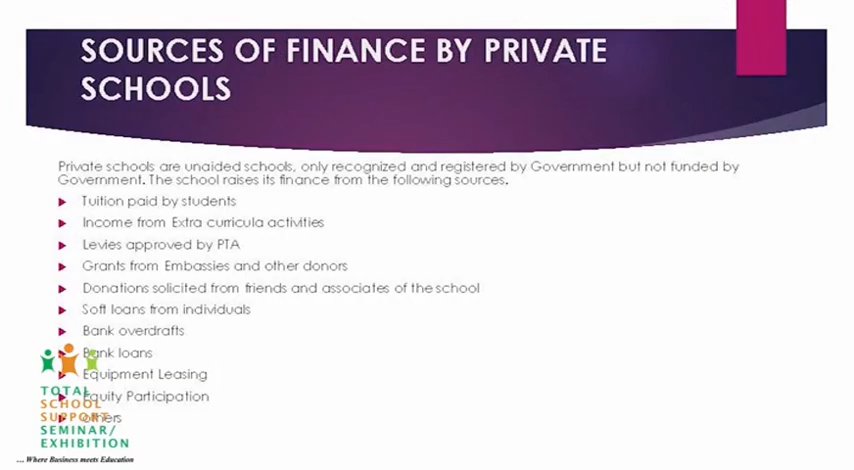 SOURCES OF FINANCE BY PRIVATE
SCHOOLS
Private schools are unaided schools, only recognized and registered by Government but not funded by
Government. The school raises its finance from the following sources.
Tuition paid by students
Income from Extra curricula activities
Levies approved by PTA
Grants from Embassies and other donors
Donations solicited from friends and associates of the school
Soft loans from individuals
Bank overdrafts
Bank loans
Equipment Leasing
Equity Participation
others
TOTAL
SCHOOL
SUPPORT
SEMINAR/
EXHIBITION
... Where Business meets Education